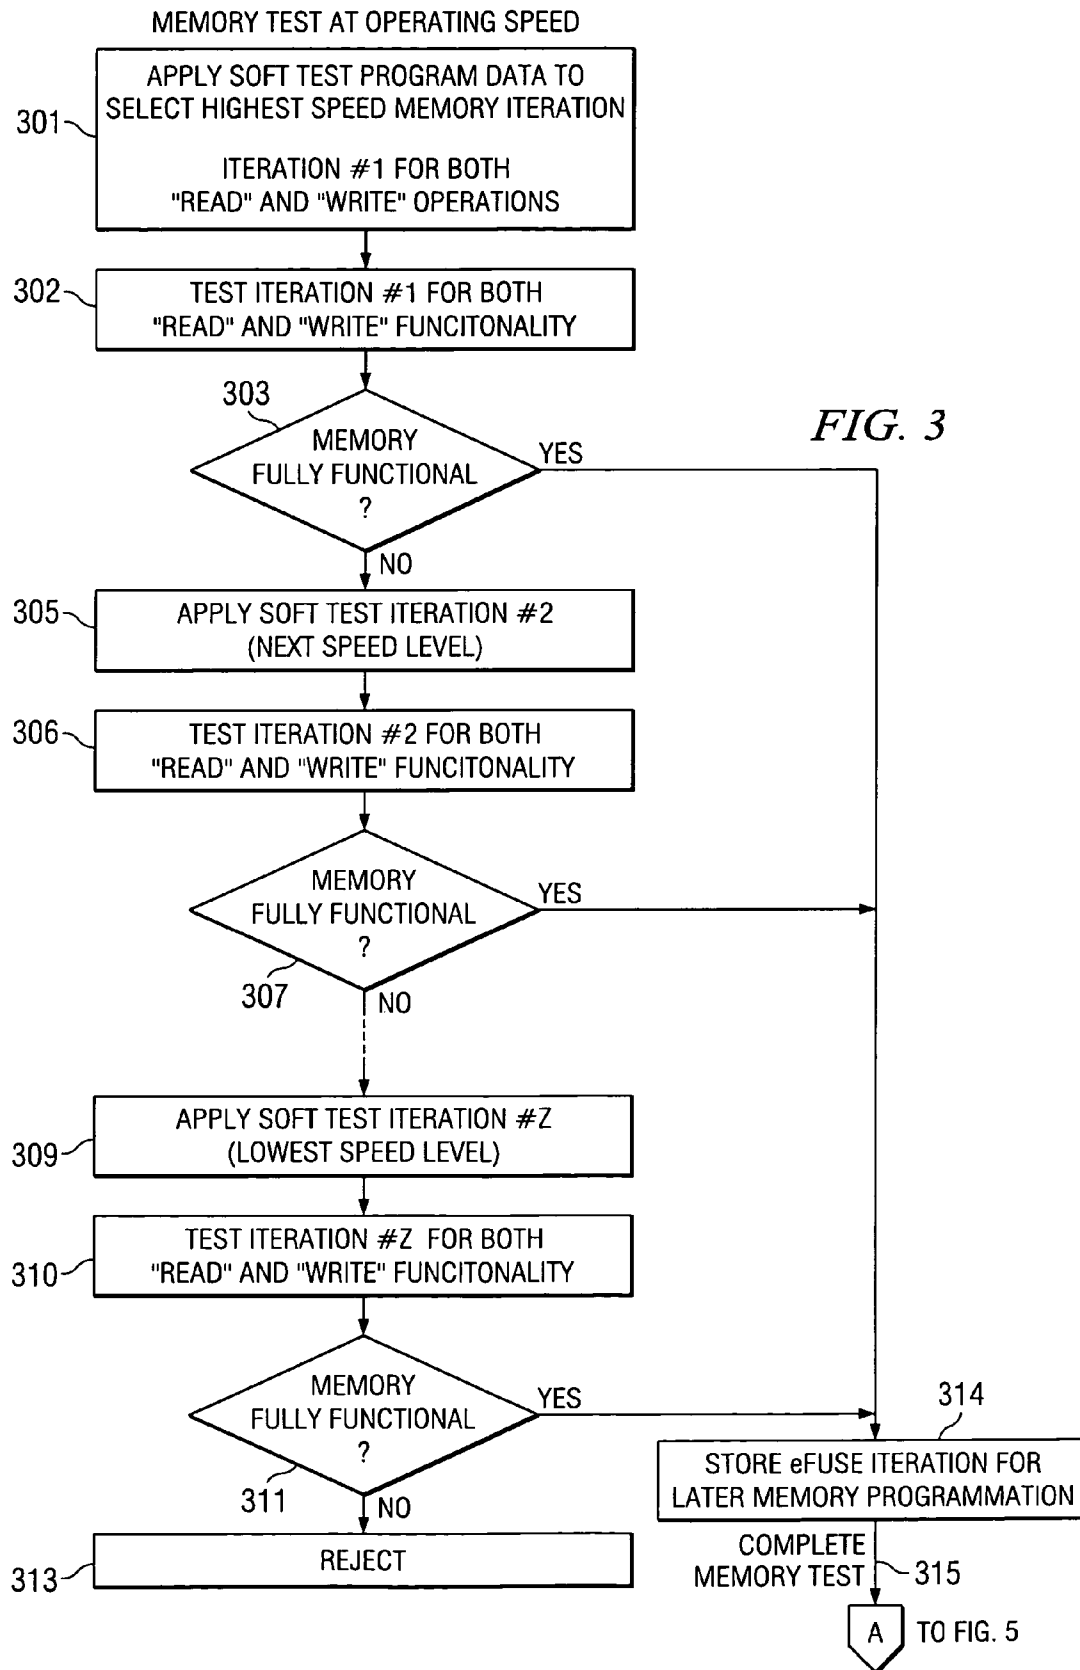 MEMORY TEST AT OPERATING SPEED
APPLY SOFT TEST PROGRAM DATA TO
SELECT HIGHEST SPEED MEMORY ITERATION
301
ITERATION #1 FOR BOTH
"READ" AND "WRITE" OPERATIONS
302
TEST ITERATION #1 FOR BOTH
"READ" AND "WRITE" FUNCITONALITY
303
MEMORY
FULLY FUNCTIONAL
?
YES
NO
FIG. 3
305
APPLY SOFT TEST ITERATION #2
(NEXT SPEED LEVEL)
306
TEST ITERATION #2 FOR BOTH
"READ" AND "WRITE" FUNCITONALITY
MEMORY
FULLY FUNCTIONAL
?
YES
307
NO
309
APPLY SOFT TEST ITERATION #Z
(LOWEST SPEED LEVEL)
310
TEST ITERATION #Z FOR BOTH
"READ" AND "WRITE" FUNCITONALITY
MEMORY
FULLY FUNCTIONAL
?
YES
311
NO
313
REJECT
314
STORE eFUSE ITERATION FOR
LATER MEMORY PROGRAMMATION
COMPLETE
MEMORY TEST
315
A
TO FIG. 5